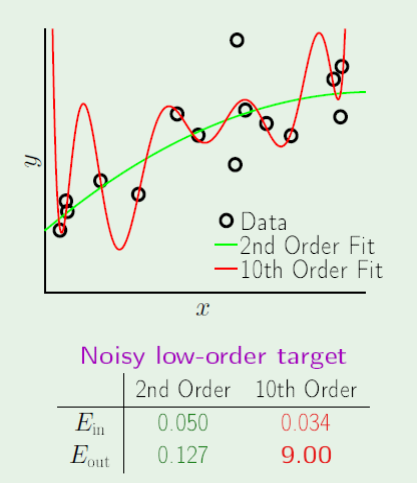 y
Data
2nd Order Fit
10th Order Fit
x
Noisy low-order target
2nd Order 10th Order
E_in 0.050 0.034
E_out 0.127 9.00